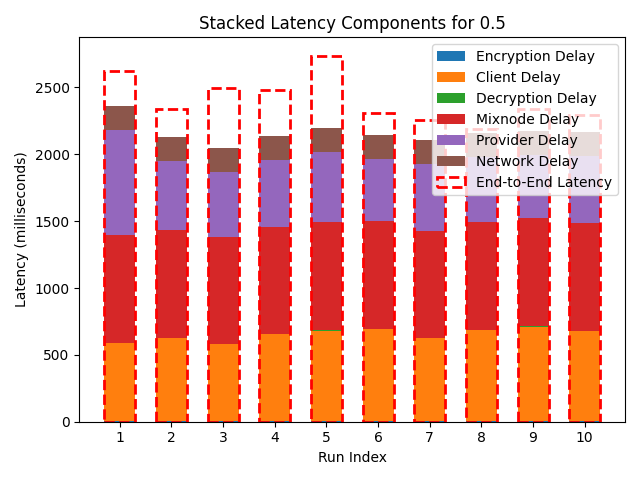 Stacked Latency Components for 0.5
Encryption Delay
Client Delay
Decryption Delay
Mixnode Delay
Provider Delay
Network Delay
End-to-End Latency
Latency (milliseconds)
2500
2000
1500
1000
500
0
1 2 3 4 5 6 7 8 9 10
Run Index